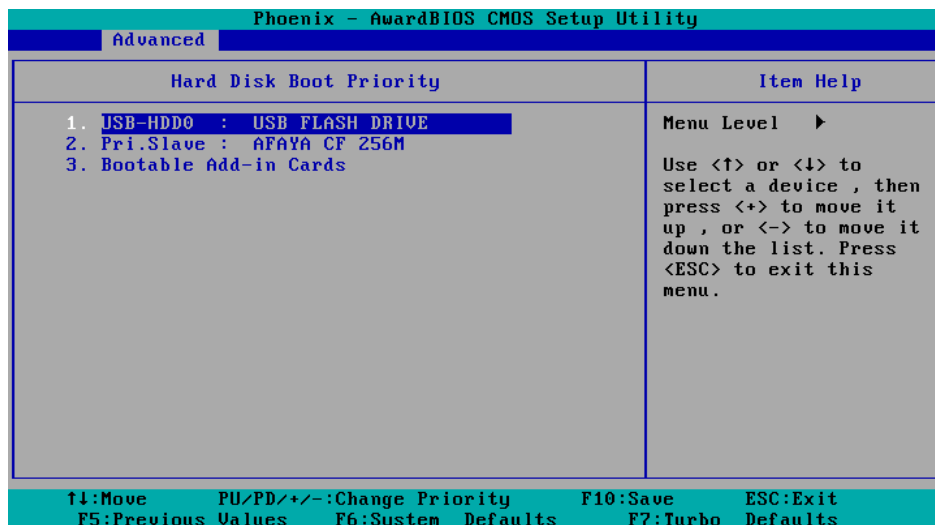 Phoenix - AwardBIOS CMOS Setup Utility
Advanced
Hard Disk Boot Priority
Item Help
1. USB-HDD0 : USB FLASH DRIVE
2. Pri.Slave : AFAYA CF 256M
3. Bootable Add-in Cards
Menu Level ▶
Use <↑> or <↓> to
select a device , then
press <+> to move it
up , or <-> to move it
down the list. Press
<ESC> to exit this
menu.
↑↓:Move PU/PD/+/-:Change Priority F10:Save ESC:Exit
F5:Previous Values F6:System Defaults F7:Turbo Defaults